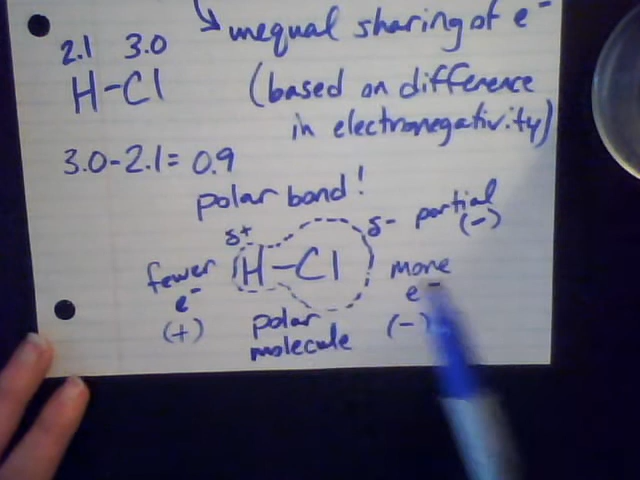 ↳ unequal sharing of e⁻
2.1 3.0
H-Cl
(based on difference
in electronegativity)
3.0-2.1= 0.9
polar bond!
δ+ δ- partial
(-)
fewer H-Cl more
e⁻ e⁻
(+) polar (-)
molecule